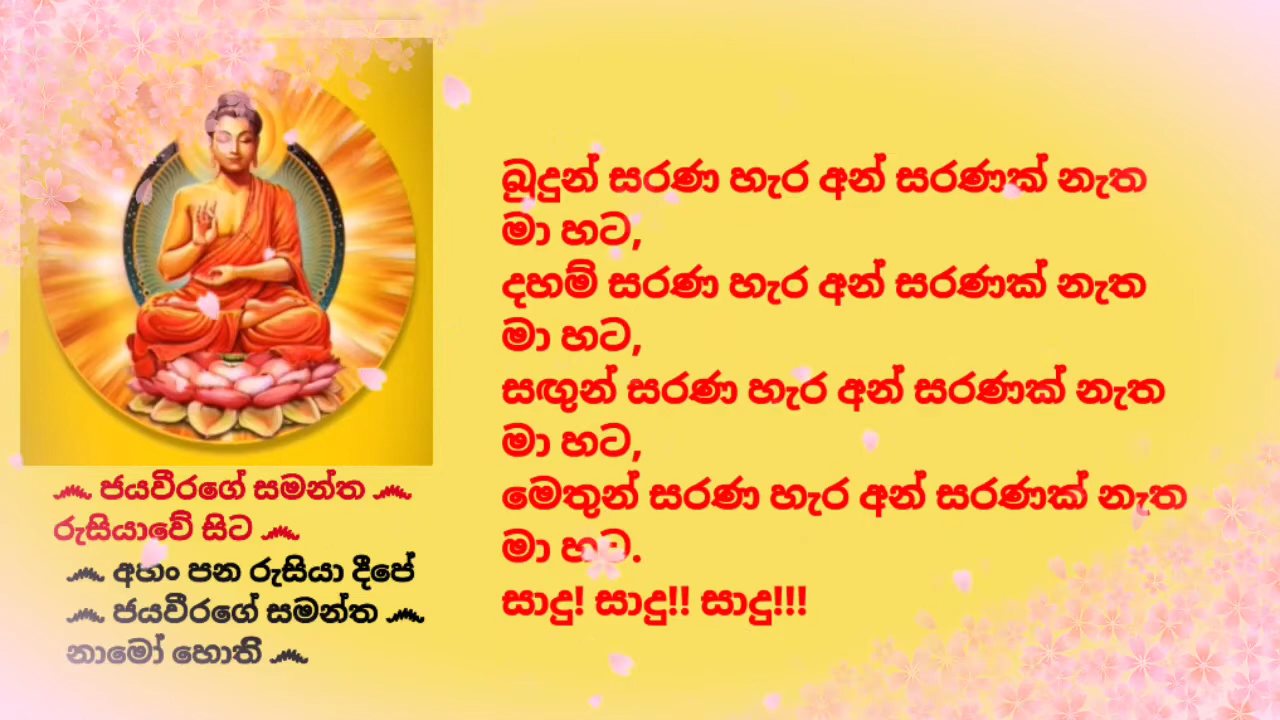 බුදුන් සරණ හැර අන් සරණක් නැත
මා හට,
දහම් සරණ හැර අන් සරණක් නැත
මා හට,
සඟුන් සරණ හැර අන් සරණක් නැත
මා හට,
මෙතුන් සරණ හැර අන් සරණක් නැත
මා හට.
සාදු! සාදු!! සාදු!!!
෴ ජයවීරගේ සමන්ත ෴
රුසියාවේ සිට ෴
෴ අහං පන රුසියා දීපේ
෴ ජයවීරගේ සමන්ත ෴
නාමෝ හොති ෴